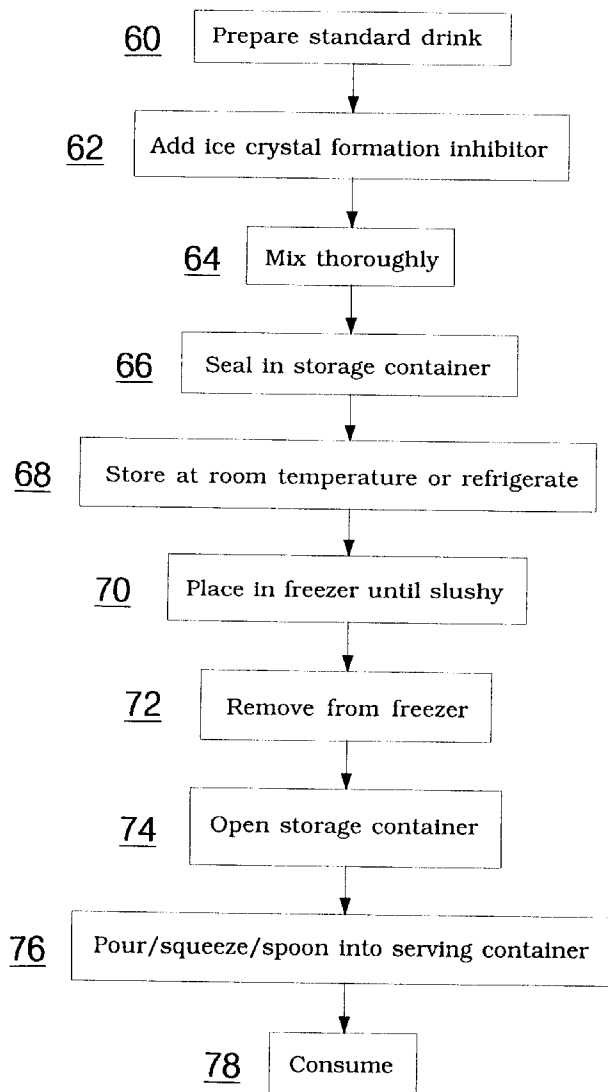 60 Prepare standard drink
62 Add ice crystal formation inhibitor
64 Mix thoroughly
66 Seal in storage container
68 Store at room temperature or refrigerate
70 Place in freezer until slushy
72 Remove from freezer
74 Open storage container
76 Pour/squeeze/spoon into serving container
78 Consume